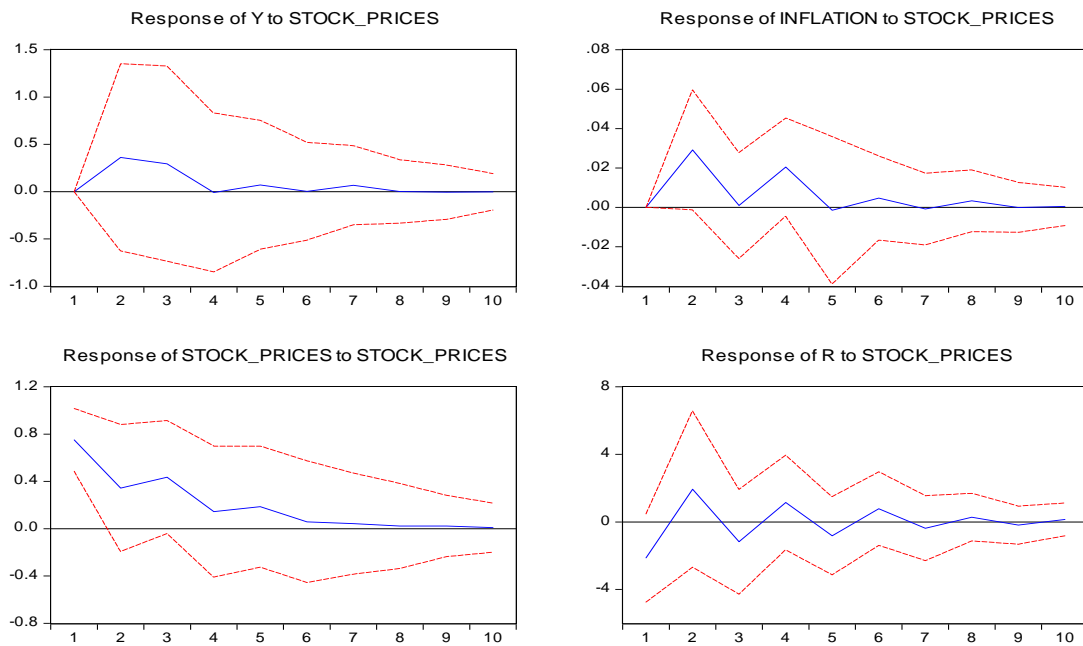 Response of Y to STOCK_PRICES
1.5
1.0
0.5
0.0
-0.5
-1.0
1 2 3 4 5 6 7 8 9 10
Response of INFLATION to STOCK_PRICES
.08
.06
.04
.02
.00
-.02
-.04
1 2 3 4 5 6 7 8 9 10
Response of STOCK_PRICES to STOCK_PRICES
1.2
0.8
0.4
0.0
-0.4
-0.8
1 2 3 4 5 6 7 8 9 10
Response of R to STOCK_PRICES
8
4
0
-4
1 2 3 4 5 6 7 8 9 10